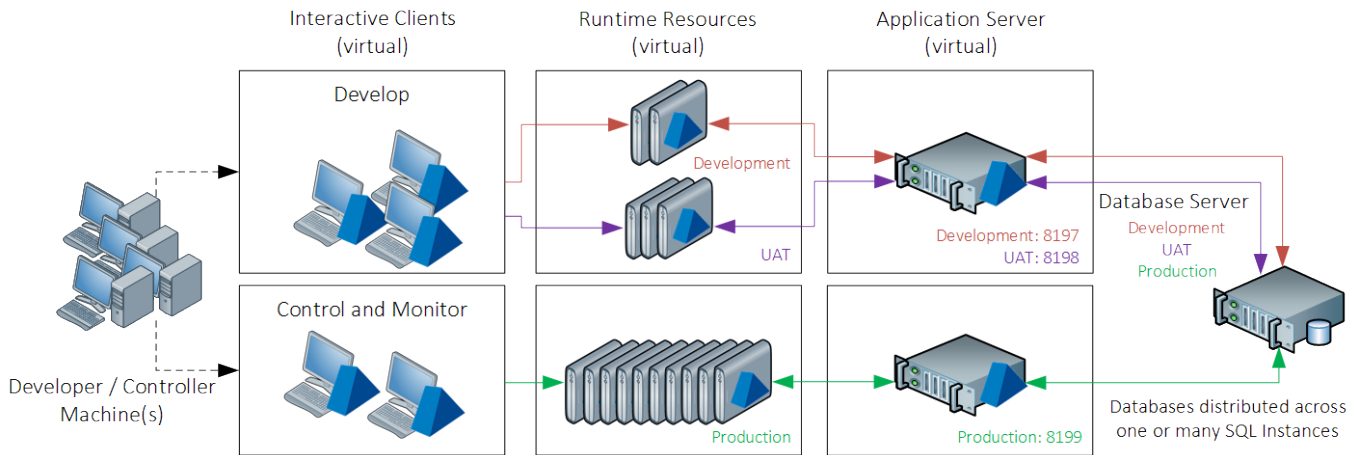 Interactive Clients
(virtual)
Runtime Resources
(virtual)
Application Server
(virtual)
Develop
Development
UAT
Development: 8197
UAT: 8198
Database Server
Development
UAT
Production
Control and Monitor
Production
Production: 8199
Developer / Controller
Machine(s)
Databases distributed across
one or many SQL Instances